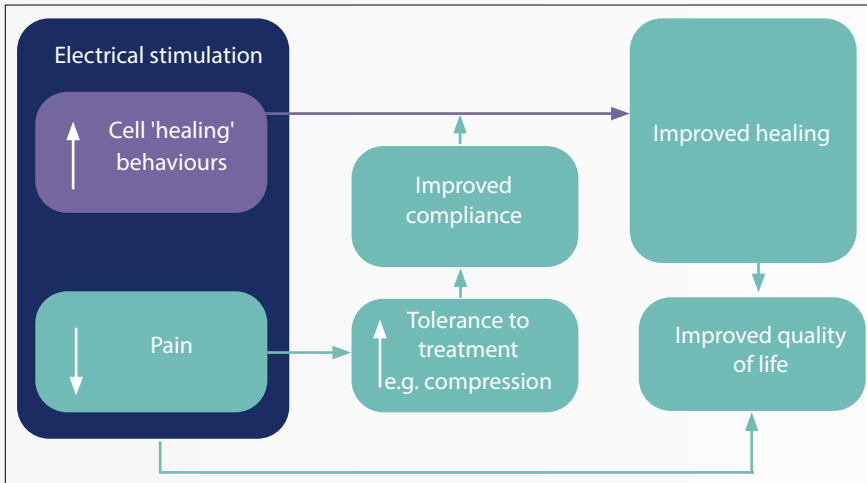 Electrical stimulation
Cell 'healing'
behaviours
Improved healing
Improved
compliance
Pain
Tolerance to
treatment
e.g. compression
Improved quality
of life